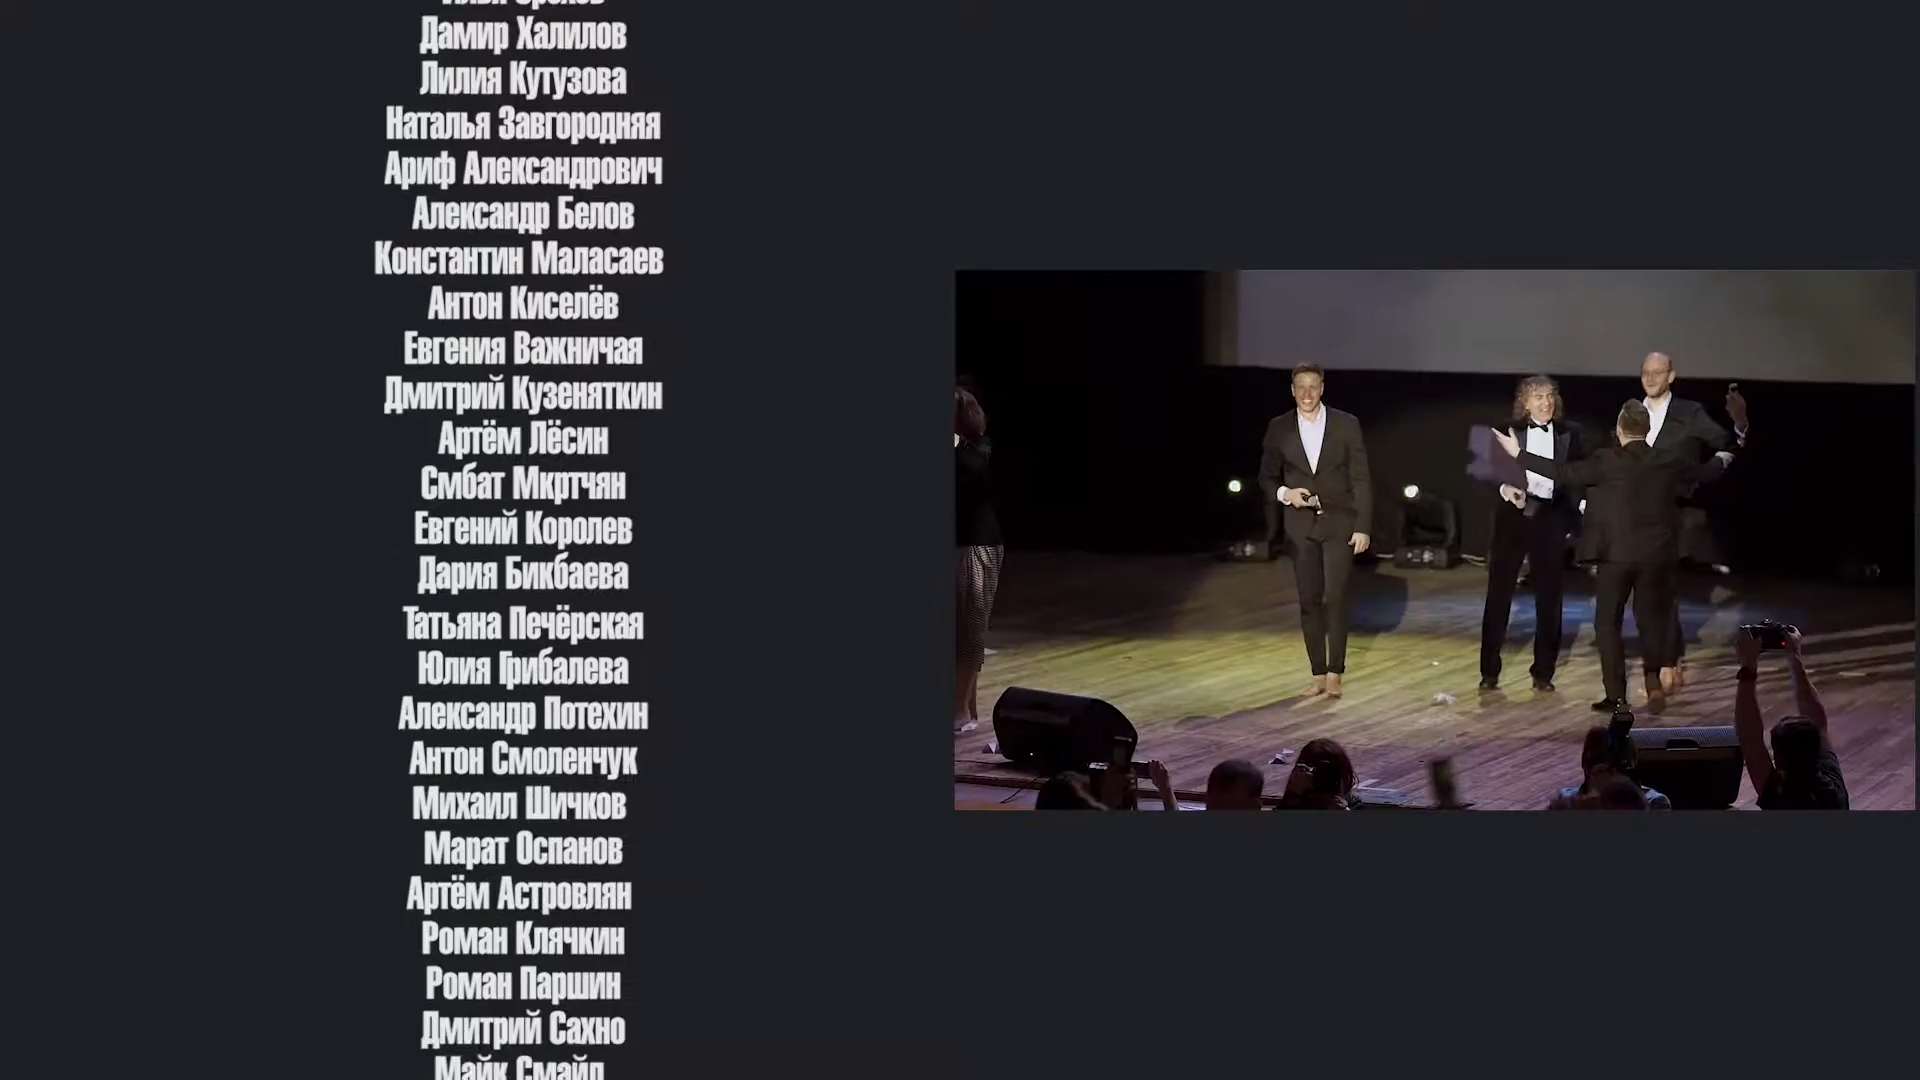 Дамир Халилов
Лилия Кутузова
Наталья Завгородняя
Ариф Александрович
Александр Белов
Константин Маласаев
Антон Киселёв
Евгения Важничая
Дмитрий Кузеняткин
Артём Лёсин
Смбат Мкртчян
Евгений Королев
Дария Бикбаева
Татьяна Печёрская
Юлия Грибалева
Александр Потехин
Антон Смоленчук
Михаил Шичков
Марат Оспанов
Артём Астровлян
Роман Клячкин
Роман Паршин
Дмитрий Сахно
Майк Смайл